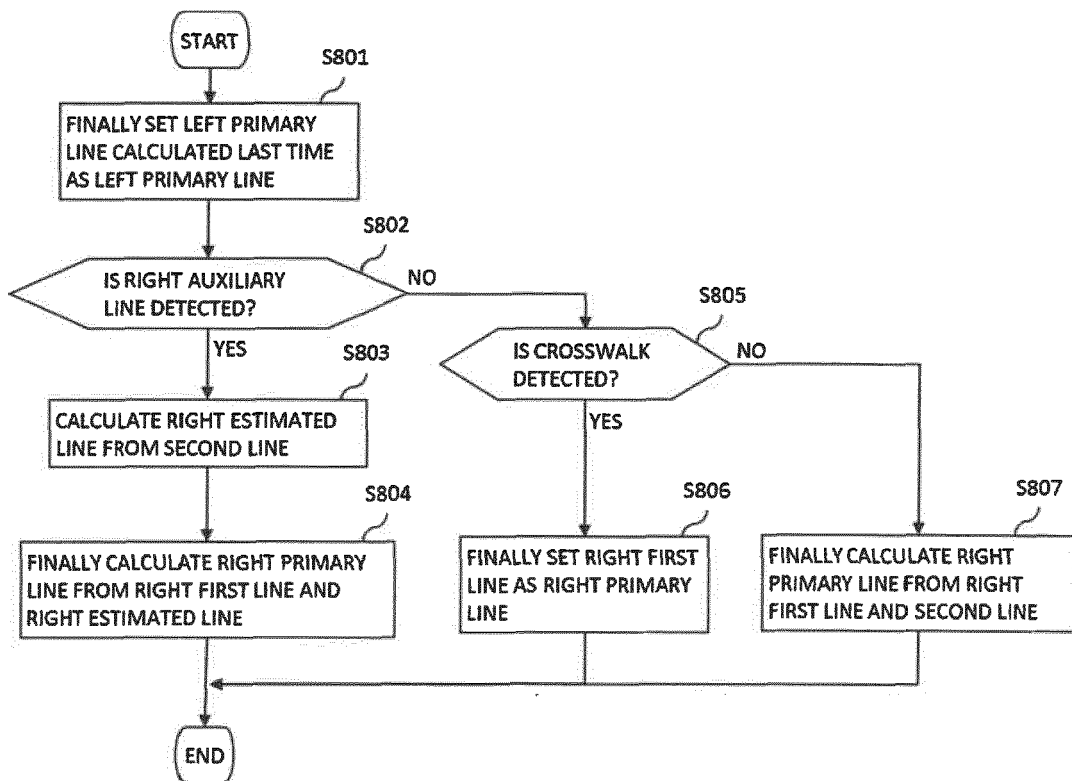 START
S801
FINALLY SET LEFT PRIMARY
LINE CALCULATED LAST TIME
AS LEFT PRIMARY LINE
S802
IS RIGHT AUXILIARY
LINE DETECTED?
NO
YES
S805
IS CROSSWALK
DETECTED?
NO
YES
S803
CALCULATE RIGHT ESTIMATED
LINE FROM SECOND LINE
S804
FINALLY CALCULATE RIGHT PRIMARY
LINE FROM RIGHT FIRST LINE AND
RIGHT ESTIMATED LINE
S806
FINALLY SET RIGHT FIRST
LINE AS RIGHT PRIMARY
LINE
S807
FINALLY CALCULATE RIGHT
PRIMARY LINE FROM RIGHT
FIRST LINE AND SECOND LINE
END